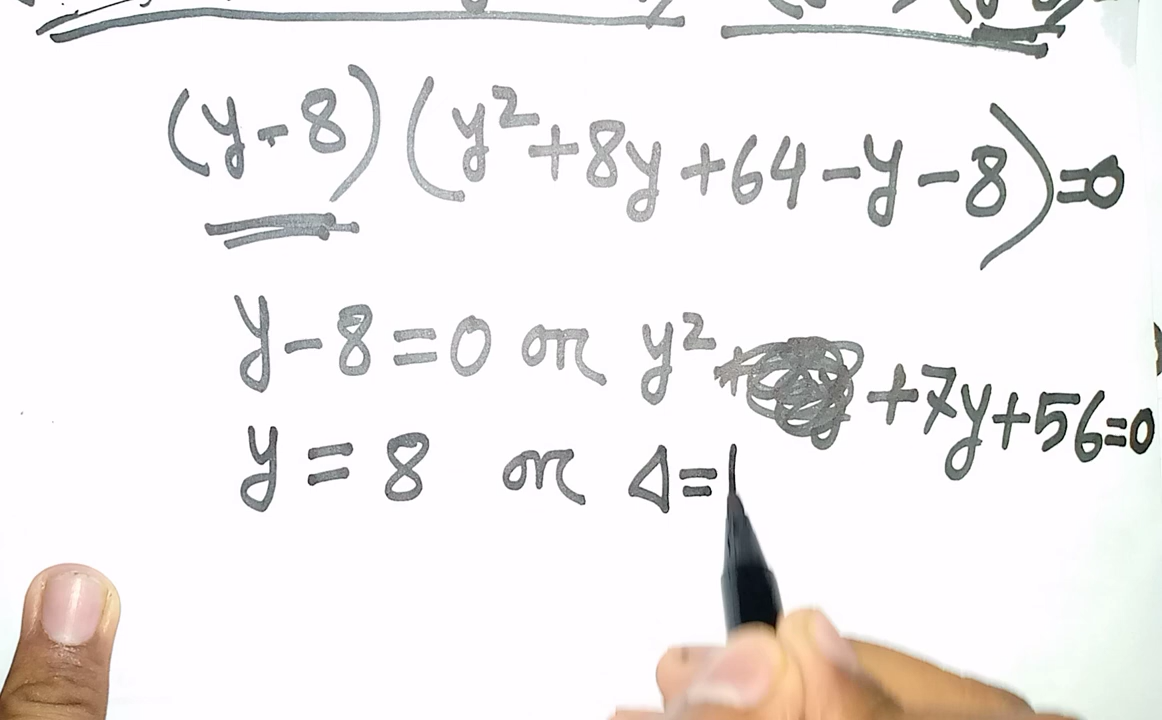 (y-8)(y²+8y+64-y-8)=0
y-8=0 or y² +7y+56=0
y = 8 or Δ=